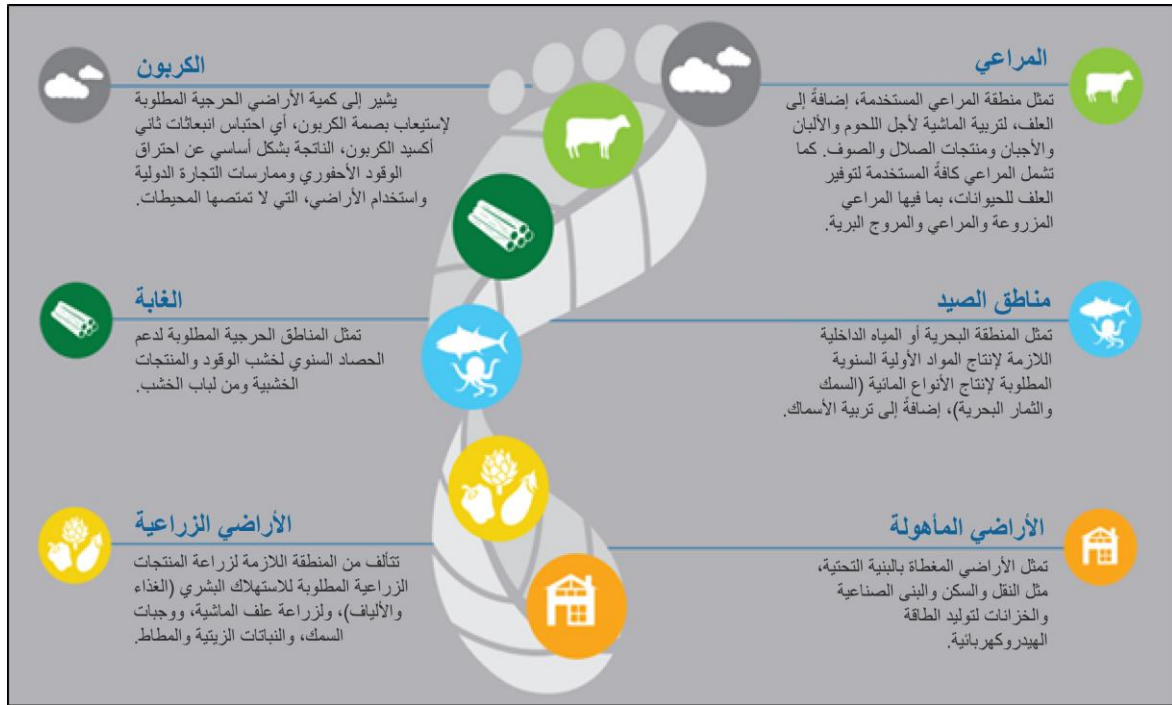 المراعي
تمثل منطقة المراعي المستخدمة، إضافةً إلى
العلف، لتربية الماشية لأجل اللحوم والألبان
والأجبان ومنتجات الصلال والصوف. كما
تشمل المراعي كافةً المستخدمة لتوفير
العلف للحيوانات، بما فيها المراعي
المزروعة والمراعي والمروج البرية.
الكربون
يشير إلى كمية الأراضي الحرجية المطلوبة
لإستيعاب بصمة الكربون، أي احتباس انبعاثات ثاني
أكسيد الكربون، الناتجة بشكل أساسي عن احتراق
الوقود الأحفوري وممارسات التجارة الدولية
واستخدام الأراضي، التي لا تمتصها المحيطات.
مناطق الصيد
تمثل المنطقة البحرية أو المياه الداخلية
اللازمة لإنتاج المواد الأولية السنوية
المطلوبة لإنتاج الأنواع المائية (السمك
والثمار البحرية)، إضافةً إلى تربية الأسماك.
الغابة
تمثل المناطق الحرجية المطلوبة لدعم
الحصاد السنوي لخشب الوقود والمنتجات
الخشبية ومن لباب الخشب.
الأراضي المأهولة
تمثل الأراضي المغطاة بالبنية التحتية،
مثل النقل والسكن والبنى الصناعية
والخزانات لتوليد الطاقة
الهيدروكهربائية.
الأراضي الزراعية
تتألف من المنطقة اللازمة لزراعة المنتجات
الزراعية المطلوبة للاستهلاك البشري (الغذاء
والألياف)، ولزراعة علف الماشية، ووجبات
السمك، والنباتات الزيتية والمطاط.